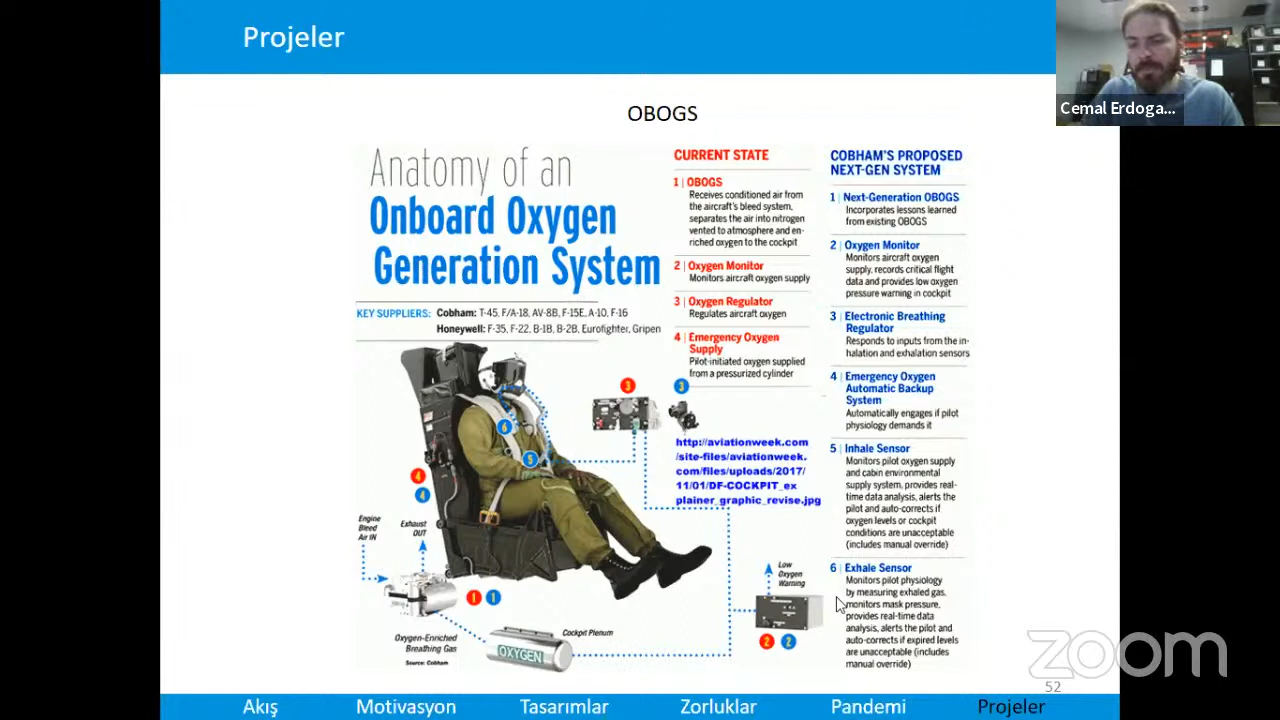 Projeler
Cemal Erdoga...
OBOGS
Anatomy of an
Onboard Oxygen
Generation System
KEY SUPPLIERS: Cobham: T-45, F/A-18, AV-8B, F-15E, A-10, F-16
Honeywell: F-35, F-22, B-1B, B-2B, Eurofighter, Gripen
CURRENT STATE
1 | OBOGS
Receives conditioned air from
the aircraft's bleed system,
separates the air into nitrogen
vented to atmosphere and en-
riched oxygen to the cockpit
2 | Oxygen Monitor
Monitors aircraft oxygen supply
3 | Oxygen Regulator
Regulates aircraft oxygen
4 | Emergency Oxygen
Supply
Pilot-initiated oxygen supplied
from a pressurized cylinder
COBHAM'S PROPOSED
NEXT-GEN SYSTEM
1 | Next-Generation OBOGS
Incorporates lessons learned
from existing OBOGS
2 | Oxygen Monitor
Monitors aircraft oxygen
supply, records critical flight
data and provides low oxygen
pressure warning in cockpit
3 | Electronic Breathing
Regulator
Responds to inputs from the in-
halation and exhalation sensors
4 | Emergency Oxygen
Automatic Backup
System
Automatically engages if pilot
physiology demands it
5 | Inhale Sensor
Monitors pilot oxygen supply
and cabin environmental
supply system, provides real-
time data analysis, alerts the
pilot and auto-corrects if
oxygen levels or cockpit
conditions are unacceptable
(includes manual override)
6 | Exhale Sensor
Monitors pilot physiology
by measuring exhaled gas,
monitors mask pressure,
provides real-time data
analysis, alerts the pilot and
auto-corrects if expired levels
are unacceptable (includes
manual override)
3 3
6
5
4
4
http://aviationweek.com
/site-files/aviationweek.
com/files/uploads/2017/
11/01/DF-COCKPIT_ex
plainer_graphic_revise.jpg
Engine
Bleed
Air IN
Exhaust
OUT
1 1
Low
Oxygen
Warning
2 2
Oxygen-Enriched
Breathing Gas
Source: Cobham
OXYGEN
Cockpit Plenum
zoom
52
Akış Motivasyon Tasarımlar Zorluklar Pandemi Projeler